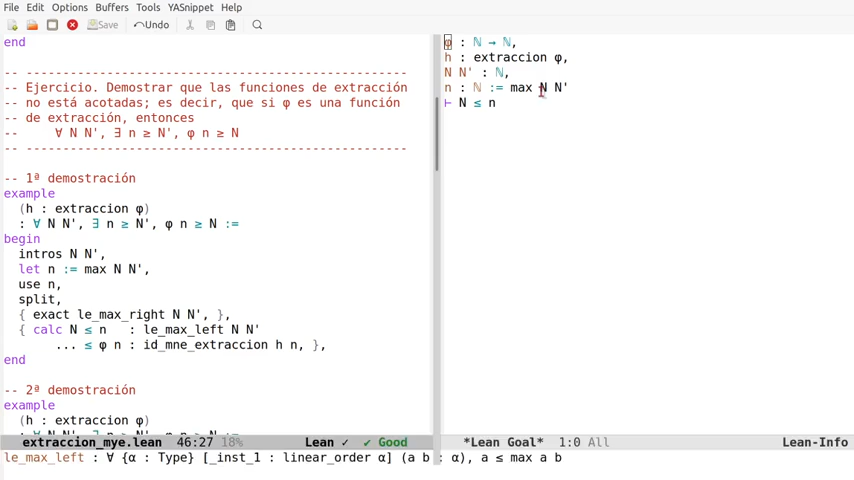 File Edit Options Buffers Tools YASnippet Help
Save Undo
end
-- --------------------------------------------------
-- Ejercicio. Demostrar que las funciones de extracción
-- no está acotadas; es decir, que si φ es una función
-- de extracción, entonces
-- ∀ N N', ∃ n ≥ N', φ n ≥ N
-- --------------------------------------------------
-- 1ª demostración
example
(h : extraccion φ)
: ∀ N N', ∃ n ≥ N', φ n ≥ N :=
begin
intros N N',
let n := max N N',
use n,
split,
{ exact le_max_right N N', },
{ calc N ≤ n : le_max_left N N'
... ≤ φ n : id_mne_extraccion h n, },
end
-- 2ª demostración
example
(h : extraccion φ)
: ∀ N N', ∃ n ≥ N', φ n ≥ N :=
extraccion_mye.lean 46:27 18% Lean ✓ ✓ Good
φ : ℕ → ℕ,
h : extraccion φ,
N N' : ℕ,
n : ℕ := max N N'
⊢ N ≤ n
*Lean Goal* 1:0 All Lean-Info
le_max_left : ∀ {α : Type} [_inst_1 : linear_order α] (a b : α), a ≤ max a b